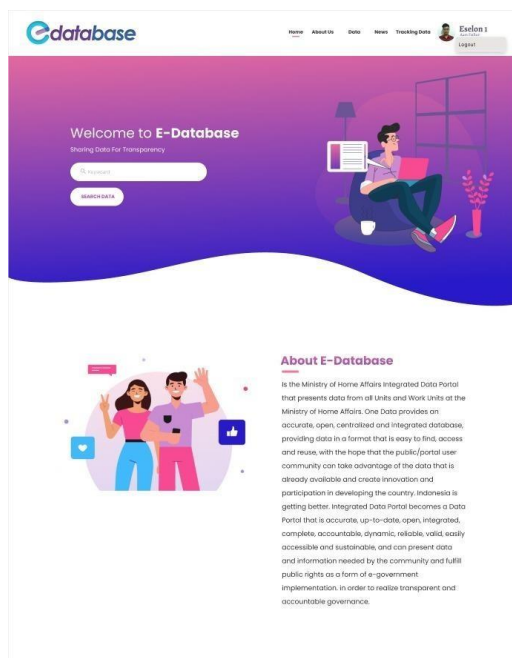 edatabase
Home About Us Data News Tracking Data
Eselon 1
Logout
Welcome to E-Database
Sharing Data For Transparency
Keyword
SEARCH DATA
About E-Database
Is the Ministry of Home Affairs Integrated Data Portal
that presents data from all Units and Work Units at the
Ministry of Home Affairs. One Data provides an
accurate, open, centralized and integrated database,
providing data in a format that is easy to find, access
and reuse, with the hope that the public/portal user
community can take advantage of the data that is
already available and create innovation and
participation in developing the country. Indonesia is
getting better. Integrated Data Portal becomes a Data
Portal that is accurate, up-to-date, open, integrated,
complete, accountable, dynamic, reliable, valid, easily
accessible and sustainable, and can present data
and information needed by the community and fulfill
public rights as a form of e-government
implementation. in order to realize transparent and
accountable governance.